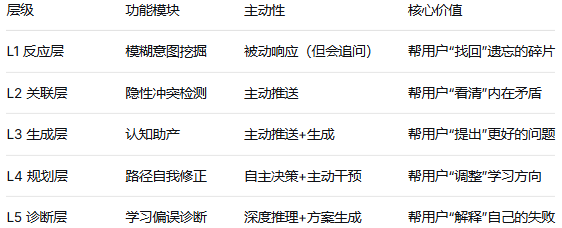 层级 功能模块 主动性 核心价值
L1 反应层 模糊意图挖掘 被动响应（但会追问） 帮用户“找回”遗忘的碎片
L2 关联层 隐性冲突检测 主动推送 帮用户“看清”内在矛盾
L3 生成层 认知助产 主动推送+生成 帮用户“提出”更好的问题
L4 规划层 路径自我修正 自主决策+主动干预 帮用户“调整”学习方向
L5 诊断层 学习偏误诊断 深度推理+方案生成 帮用户“解释”自己的失败